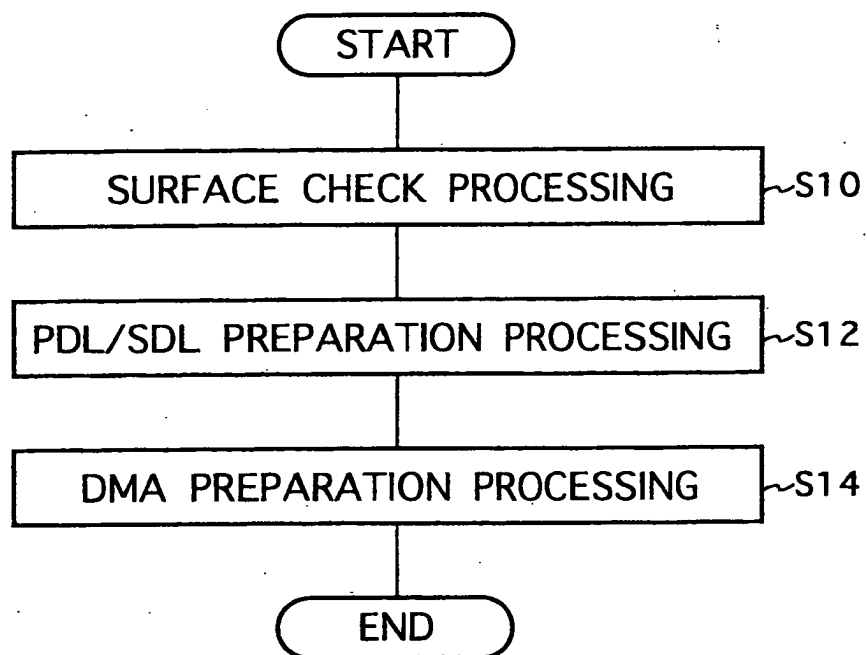 START
SURFACE CHECK PROCESSING
S10
PDL/SDL PREPARATION PROCESSING
S12
DMA PREPARATION PROCESSING
S14
END